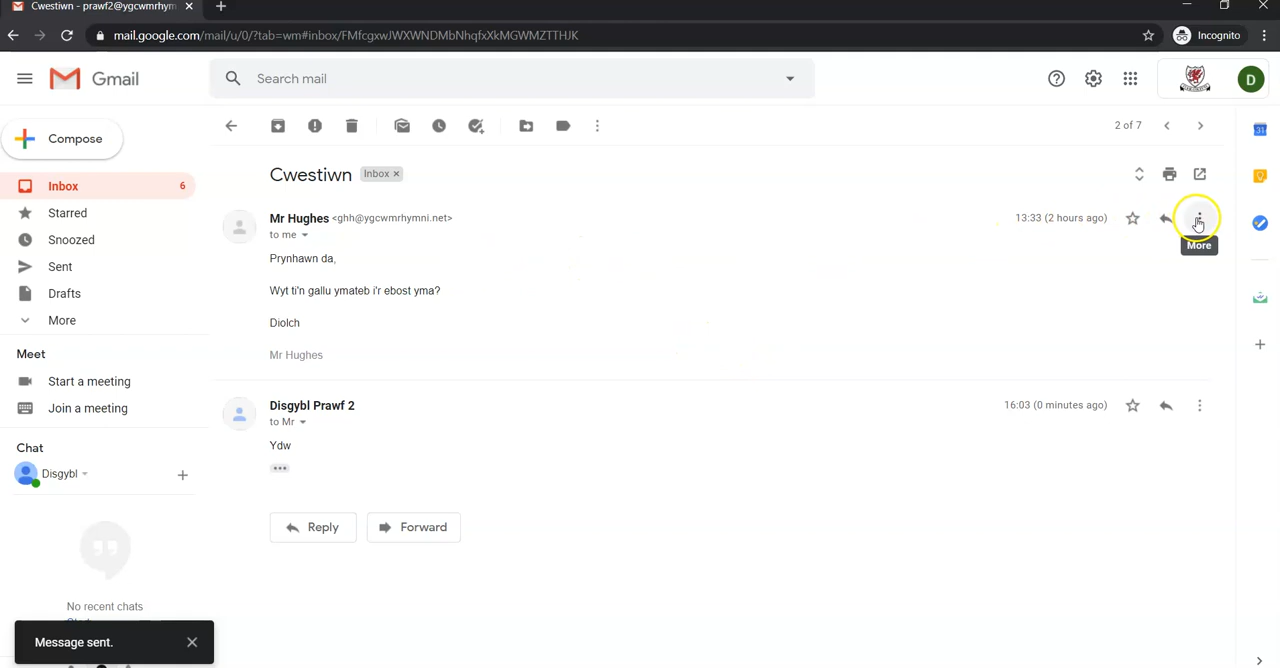 Cwestiwn - prawf2@ygcwmrhym
mail.google.com/mail/u/0/?tab=wm#inbox/FMfcgxwJWXWNDMbNhqfxXkMGWMZTTHJK
Incognito
Gmail
Search mail
D
Compose
2 of 7
Inbox 6
Starred
Snoozed
Sent
Drafts
More
Meet
Start a meeting
Join a meeting
Chat
Disgybl
No recent chats
Message sent.
Cwestiwn Inbox ×
Mr Hughes <ghh@ygcwmrhymni.net>
13:33 (2 hours ago)
More
to me
Prynhawn da,
Wyt ti'n gallu ymateb i'r ebost yma?
Diolch
Mr Hughes
Disgybl Prawf 2
16:03 (0 minutes ago)
to Mr
Ydw
Reply
Forward
31